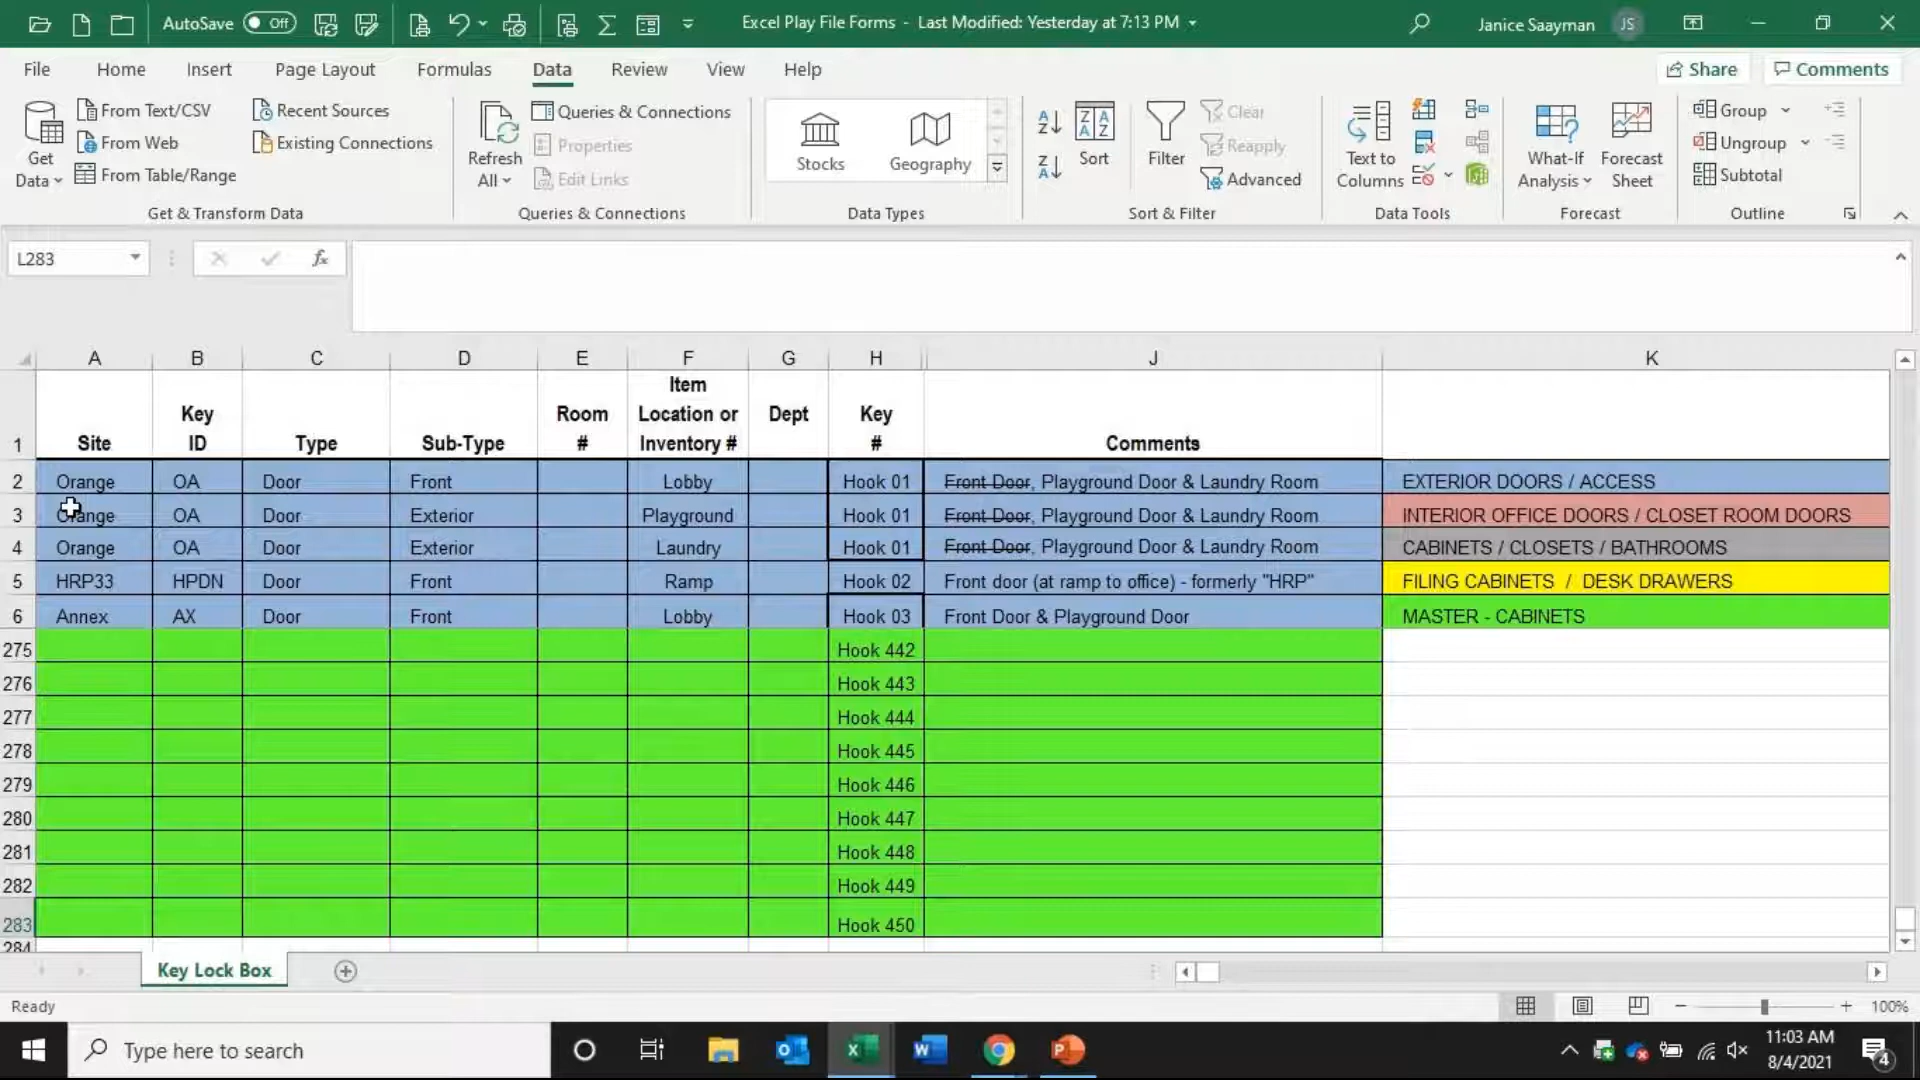 AutoSave Off Excel Play File Forms - Last Modified: Yesterday at 7:13 PM Janice Saayman JS
File Home Insert Page Layout Formulas Data Review View Help Share Comments
Get Data
From Text/CSV
From Web
From Table/Range
Recent Sources
Existing Connections
Get & Transform Data
Refresh All
Queries & Connections
Properties
Edit Links
Queries & Connections
Stocks Geography
Data Types
Sort
Filter
Clear
Reapply
Advanced
Sort & Filter
Text to Columns
Data Tools
What-If Analysis
Forecast Sheet
Forecast
Group
Ungroup
Subtotal
Outline
L283 fx
A B C D E F G H J K
1 Site Key ID Type Sub-Type Room # Item Location or Inventory # Dept Key # Comments
2 Orange OA Door Front Lobby Hook 01 Front Door, Playground Door & Laundry Room EXTERIOR DOORS / ACCESS
3 Orange OA Door Exterior Playground Hook 01 Front Door, Playground Door & Laundry Room INTERIOR OFFICE DOORS / CLOSET ROOM DOORS
4 Orange OA Door Exterior Laundry Hook 01 Front Door, Playground Door & Laundry Room CABINETS / CLOSETS / BATHROOMS
5 HRP33 HPDN Door Front Ramp Hook 02 Front door (at ramp to office) - formerly "HRP" FILING CABINETS / DESK DRAWERS
6 Annex AX Door Front Lobby Hook 03 Front Door & Playground Door MASTER - CABINETS
275 Hook 442
276 Hook 443
277 Hook 444
278 Hook 445
279 Hook 446
280 Hook 447
281 Hook 448
282 Hook 449
283 Hook 450
284
Key Lock Box
Ready 100%
Type here to search 11:03 AM
8/4/2021 4